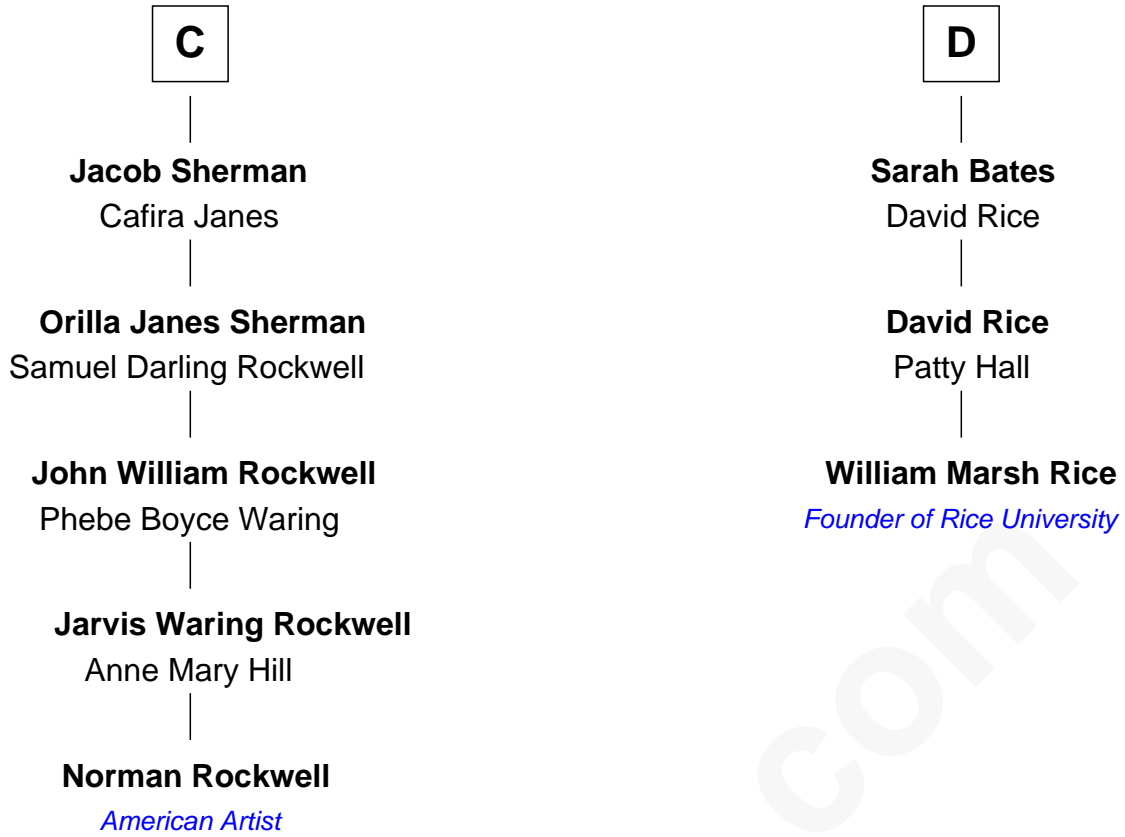 C
Jacob Sherman
Cafira Janes
Orilla Janes Sherman
Samuel Darling Rockwell
John William Rockwell
Phebe Boyce Waring
Jarvis Waring Rockwell
Anne Mary Hill
Norman Rockwell
American Artist
D
Sarah Bates
David Rice
David Rice
Patty Hall
William Marsh Rice
Founder of Rice University
com